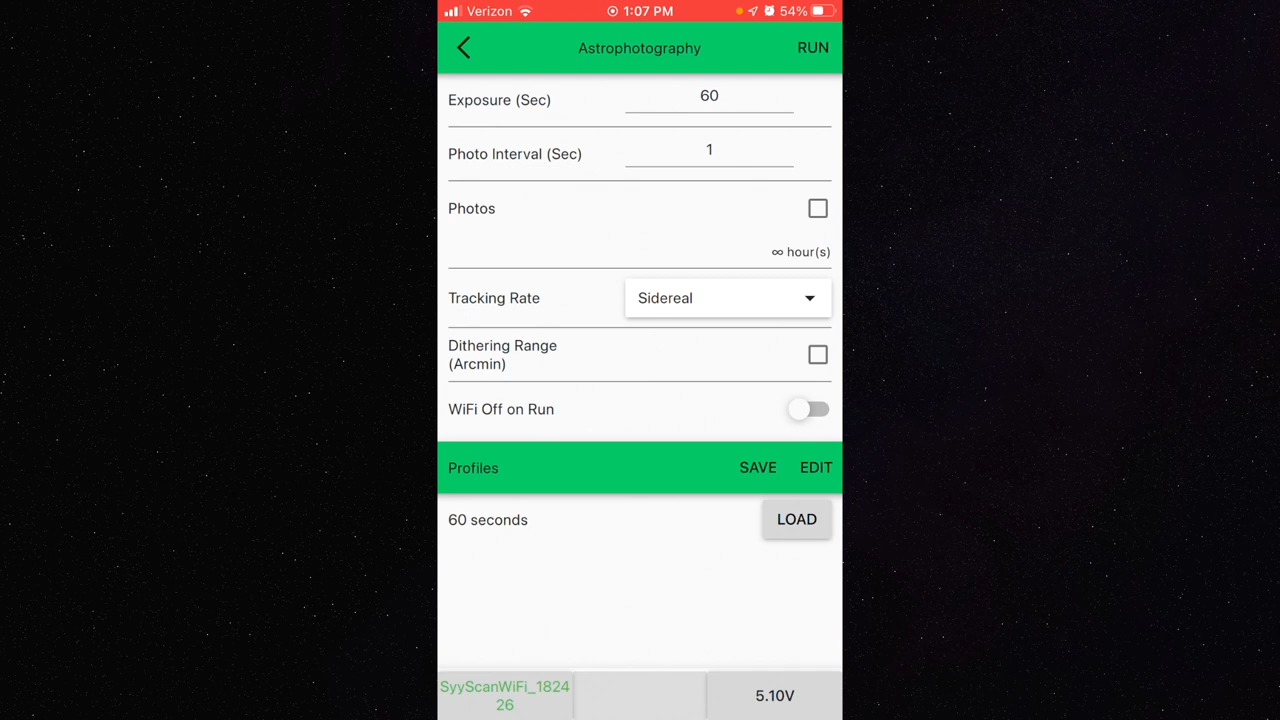 Verizon 1:07 PM 54%
Astrophotography RUN
Exposure (Sec) 60
Photo Interval (Sec) 1
Photos
∞ hour(s)
Tracking Rate Sidereal
Dithering Range
(Arcmin)
WiFi Off on Run
Profiles SAVE EDIT
60 seconds LOAD
SyyScanWiFi_1824
26
5.10V